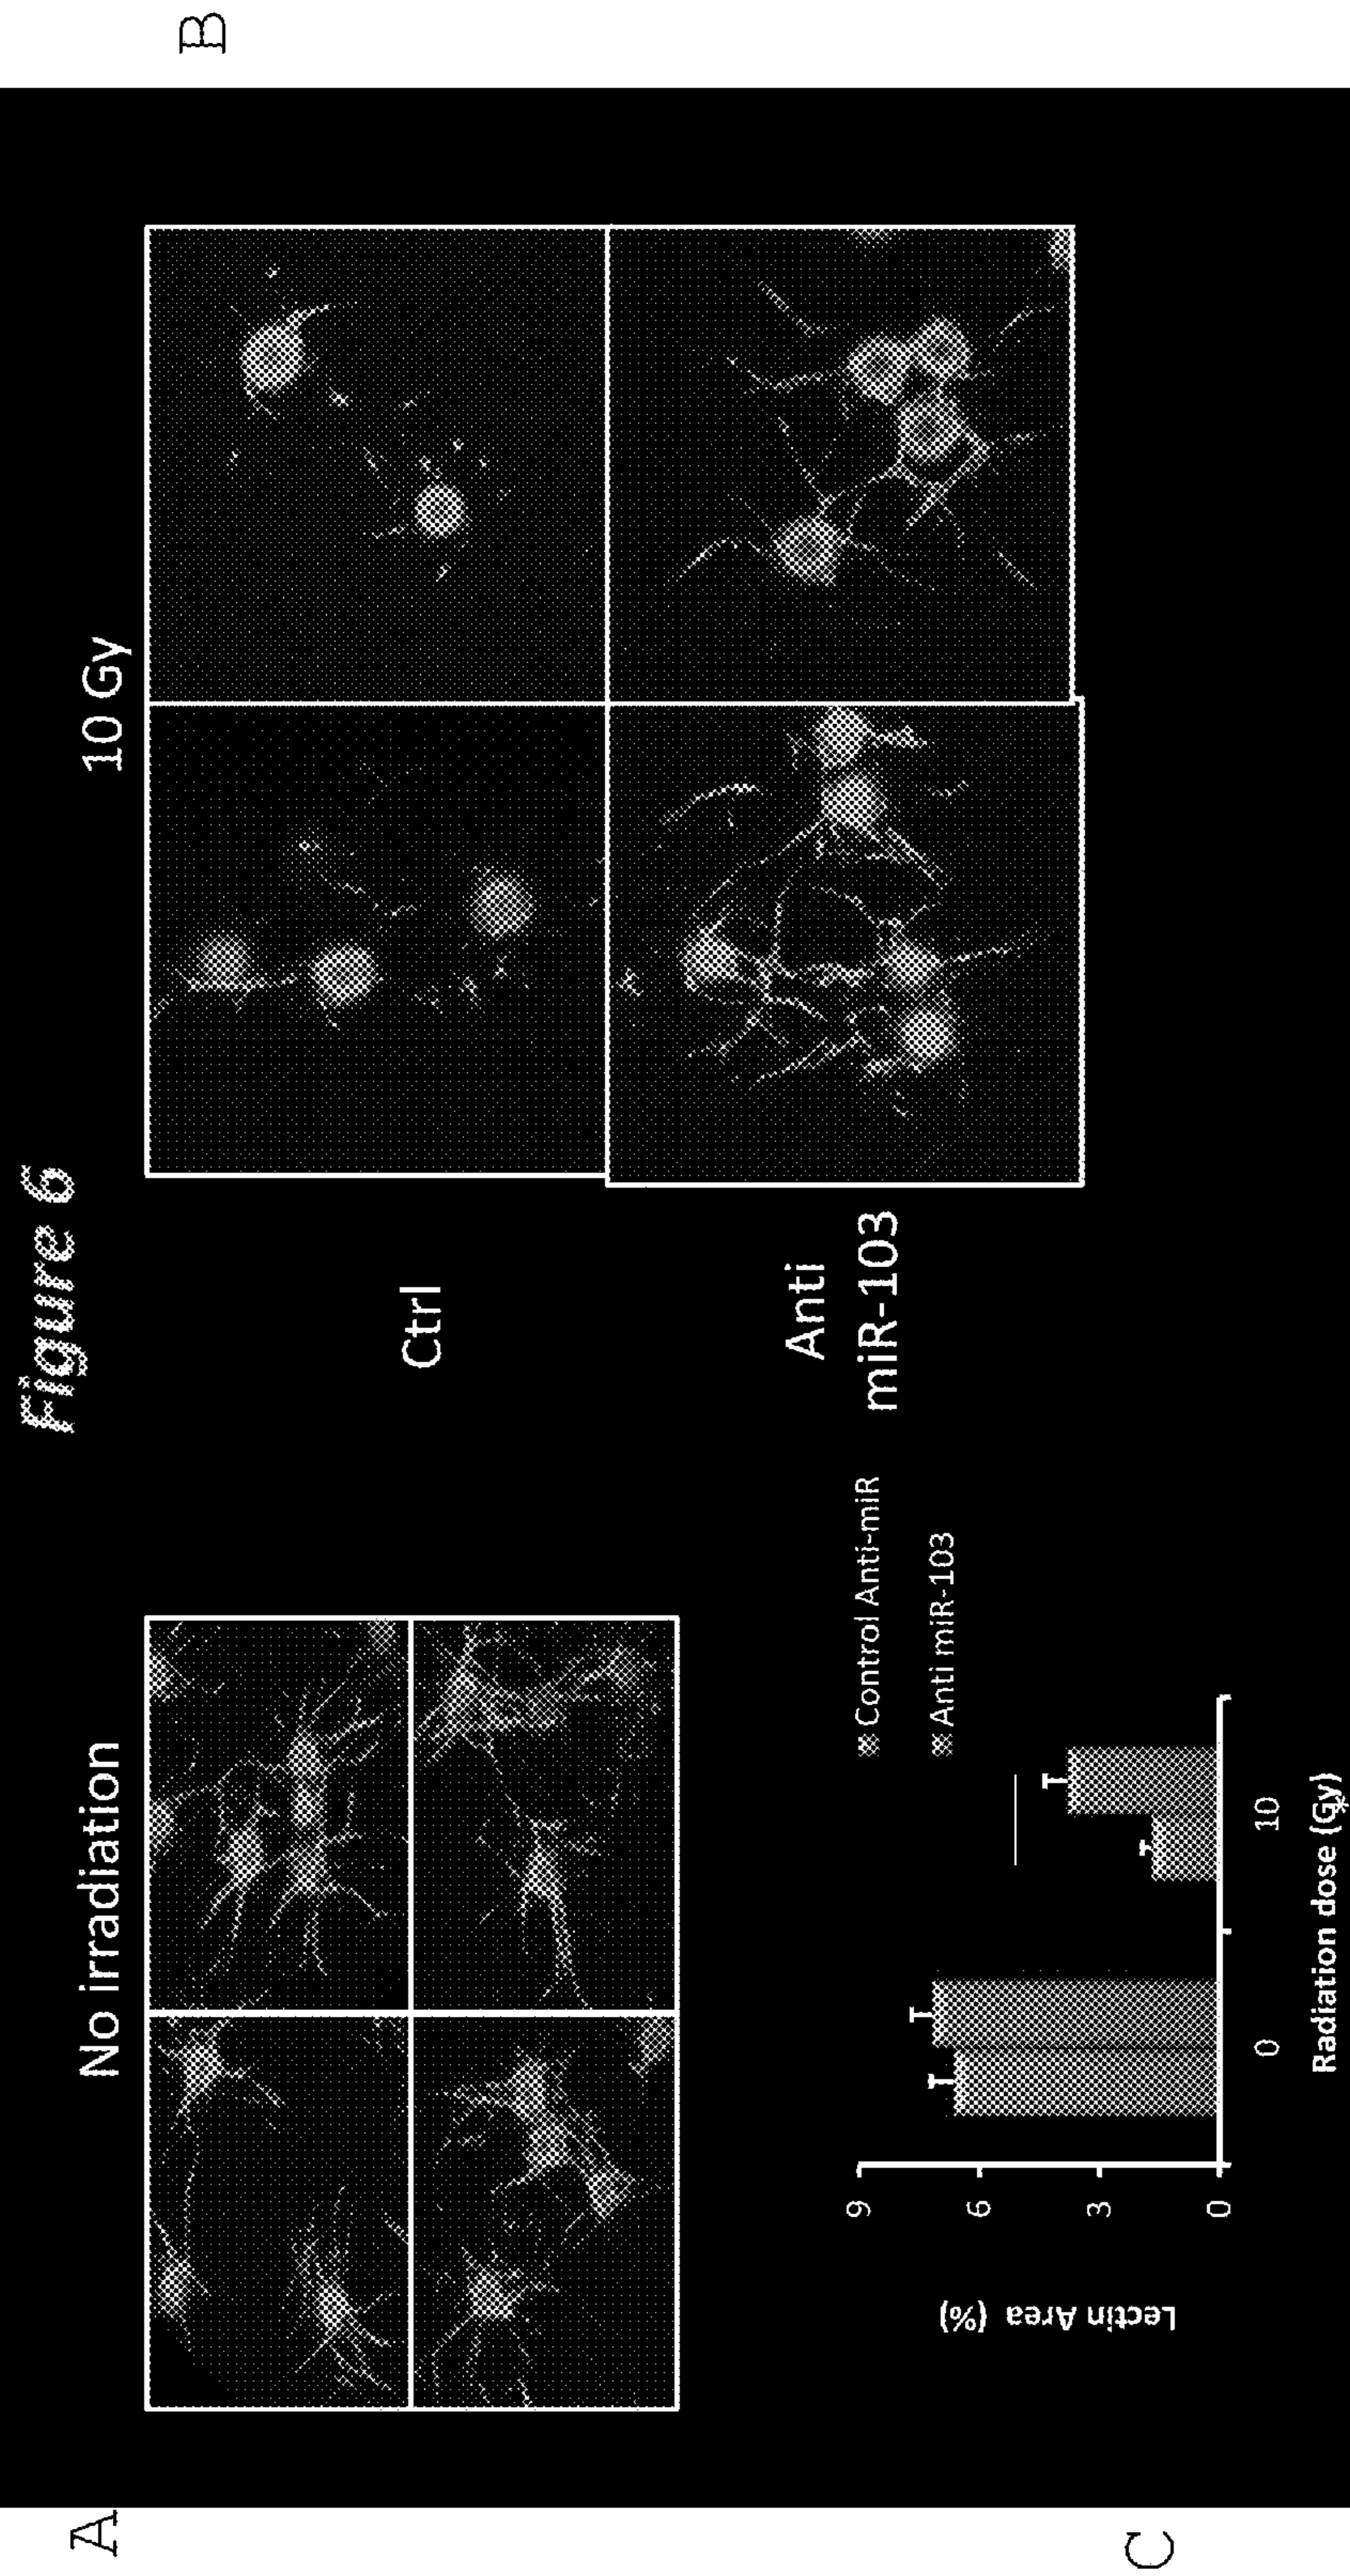 Figure 6
A
No irradiation
B
10 Gy
Ctrl
Anti
miR-103
C
Control Anti-miR
Anti miR-103
Lectin Area (%)
9
6
3
0
0
10
*
Radiation dose (Gy)